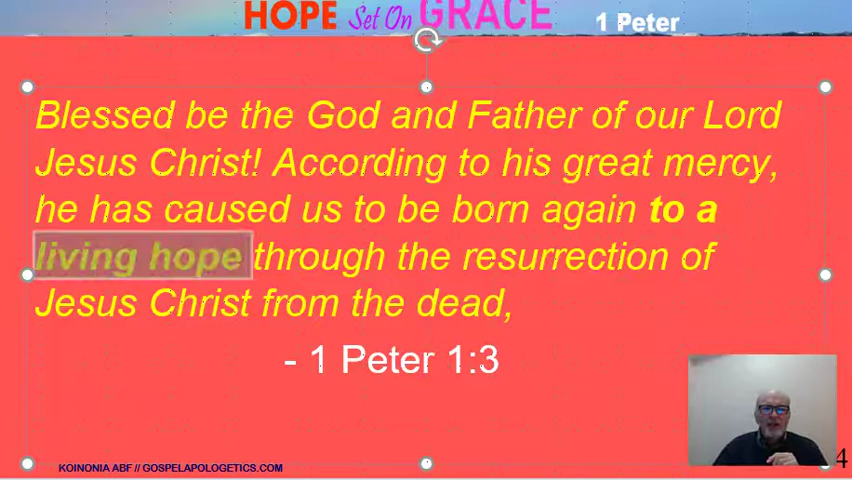 HOPE Set On GRACE 1 Peter
Blessed be the God and Father of our Lord
Jesus Christ! According to his great mercy,
he has caused us to be born again to a
living hope through the resurrection of
Jesus Christ from the dead,
- 1 Peter 1:3
KOINONIA ABF // GOSPELAPOLOGETICS.COM
4